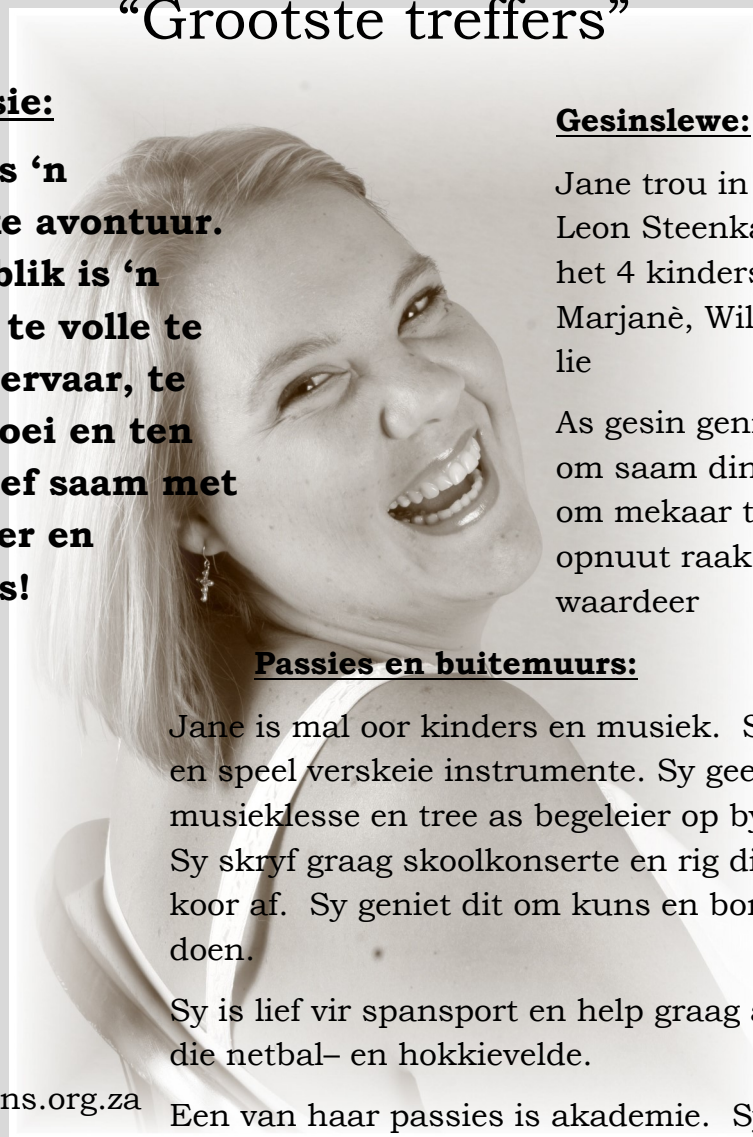 “Grootste treffers”
sie:
s ‘n
e avontuur.
blik is ‘n
te volle te
ervaar, te
oei en ten
ef saam met
er en
s!
Gesinslewe:
Jane trou in
Leon Steenka
het 4 kinders
Marjanè, Wil
lie
As gesin geni
om saam din
om mekaar t
opnuut raak
waardeer
Passies en buitemuurs:
Jane is mal oor kinders en musiek.  S
en speel verskeie instrumente. Sy gee
musieklesse en tree as begeleier op by
Sy skryf graag skoolkonserte en rig di
koor af.  Sy geniet dit om kuns en bor
doen.
Sy is lief vir spansport en help graag a
die netbal– en hokkievelde.
Een van haar passies is akademie.  Sy
ns.org.za